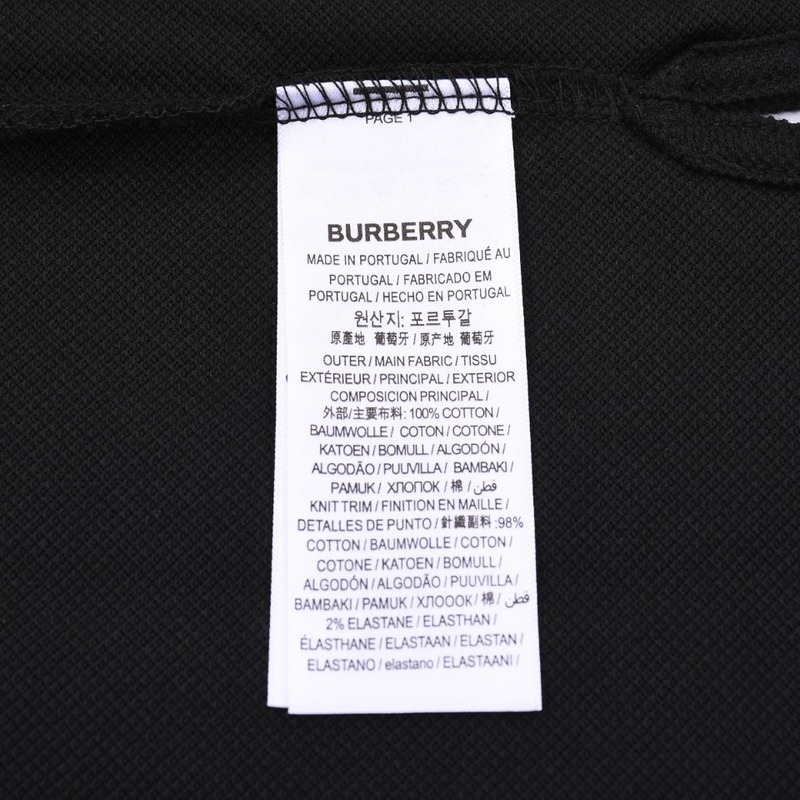 PAGE 1
BURBERRY
MADE IN PORTUGAL / FABRIQUÉ AU
PORTUGAL / FABRICADO EM
PORTUGAL / HECHO EN PORTUGAL
원산지: 포르투갈
原產地 葡萄牙 / 原产地 葡萄牙
OUTER / MAIN FABRIC / TISSU
EXTÉRIEUR / PRINCIPAL / EXTERIOR
COMPOSICION PRINCIPAL /
外部/主要布料: 100% COTTON /
BAUMWOLLE / COTON / COTONE /
KATOEN / BOMULL / ALGODÓN /
ALGODÃO / PUUVILLA / BAMBAKI /
PAMUK / ХЛОПОК / 棉 / قطن
KNIT TRIM / FINITION EN MAILLE /
DETALLES DE PUNTO / 針織副料 :98%
COTTON / BAUMWOLLE / COTON /
COTONE / KATOEN / BOMULL /
ALGODÓN / ALGODÃO / PUUVILLA /
BAMBAKI / PAMUK / ХЛОООК / 棉 / قطن
2% ELASTANE / ELASTHAN /
ÉLASTHANE / ELASTAAN / ELASTAN /
ELASTANO / elastano / ELASTAANI /